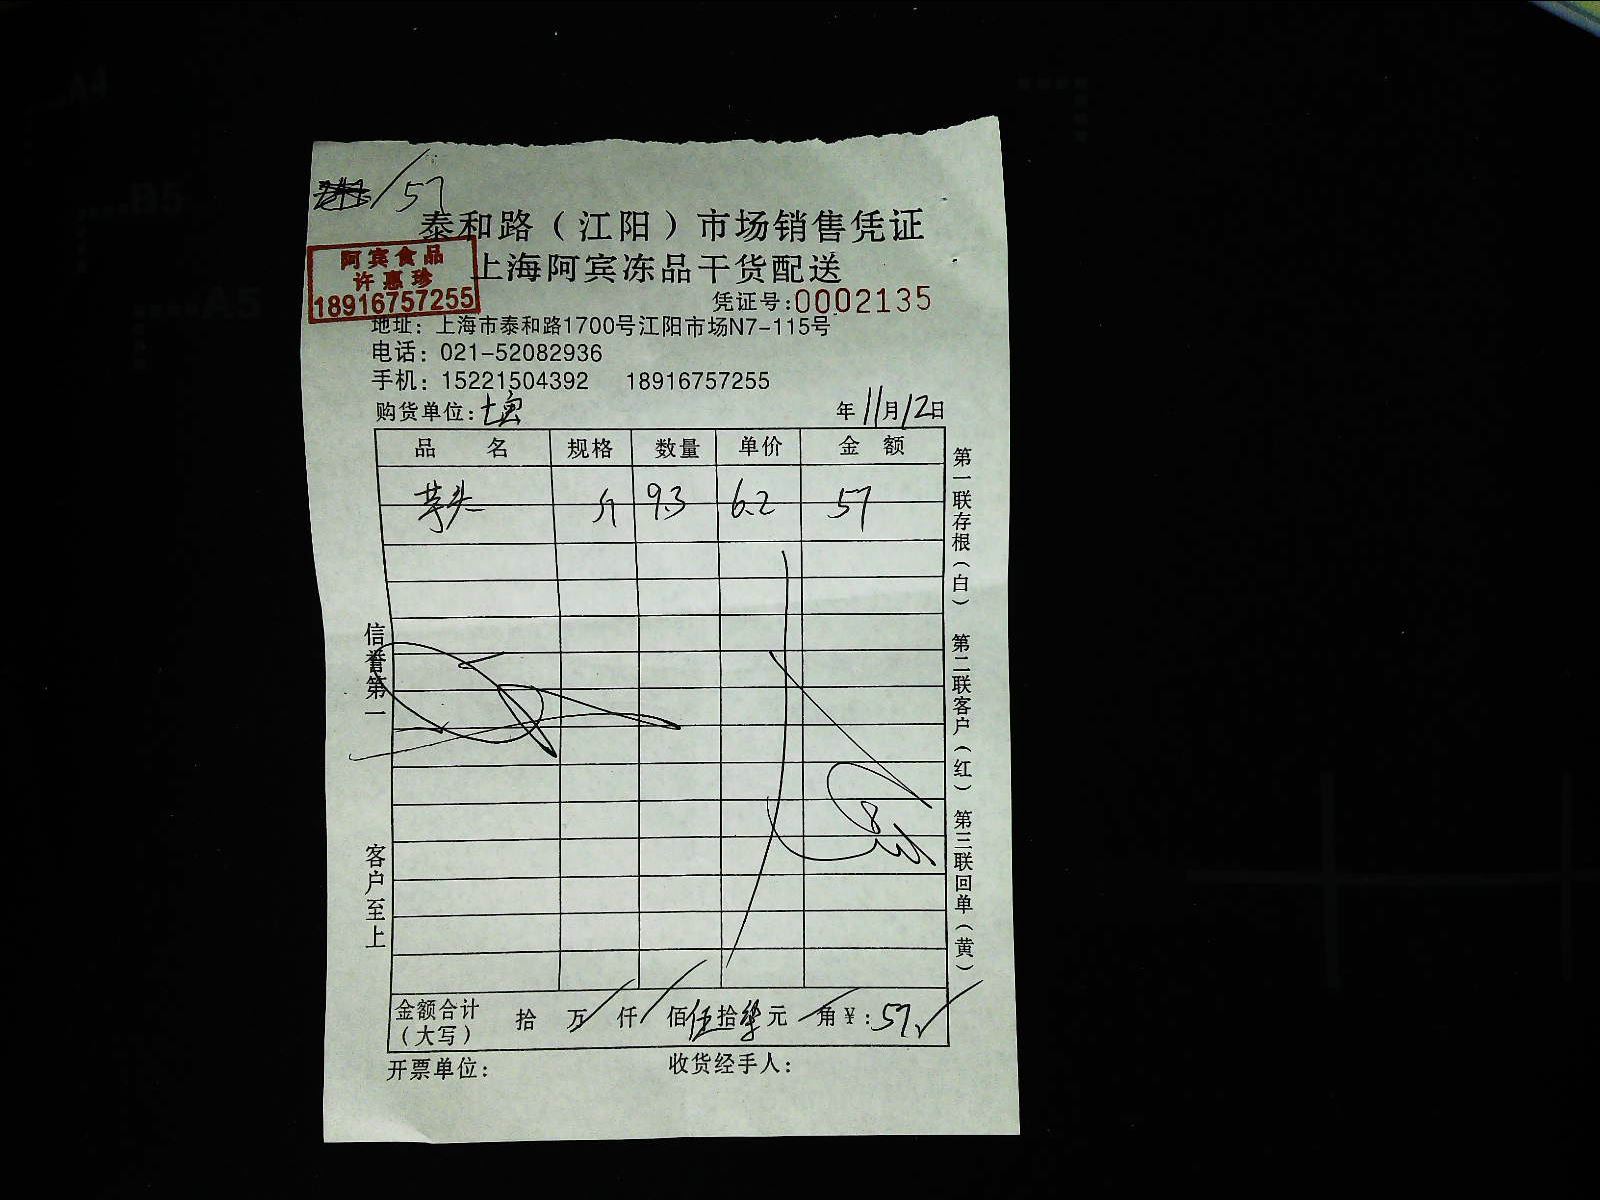 57
泰和路（江阳）市场销售凭证
阿宾食品
许惠珍
18916757255
上海阿宾冻品干货配送
凭证号:0002135
地址：上海市泰和路1700号江阳市场N7-115号
电话：021-52082936
手机：15221504392 18916757255
购货单位: 年11月12日
品名 规格 数量 单价 金额
芋头 斤 9.3 6.2 57
信誉第一
客户至上
第一联存根（白）
第二联客户（红）
第三联回单（黄）
金额合计（大写） 拾 万 仟 佰伍拾柒元 角¥:57
开票单位: 收货经手人:
A4
B5
A5